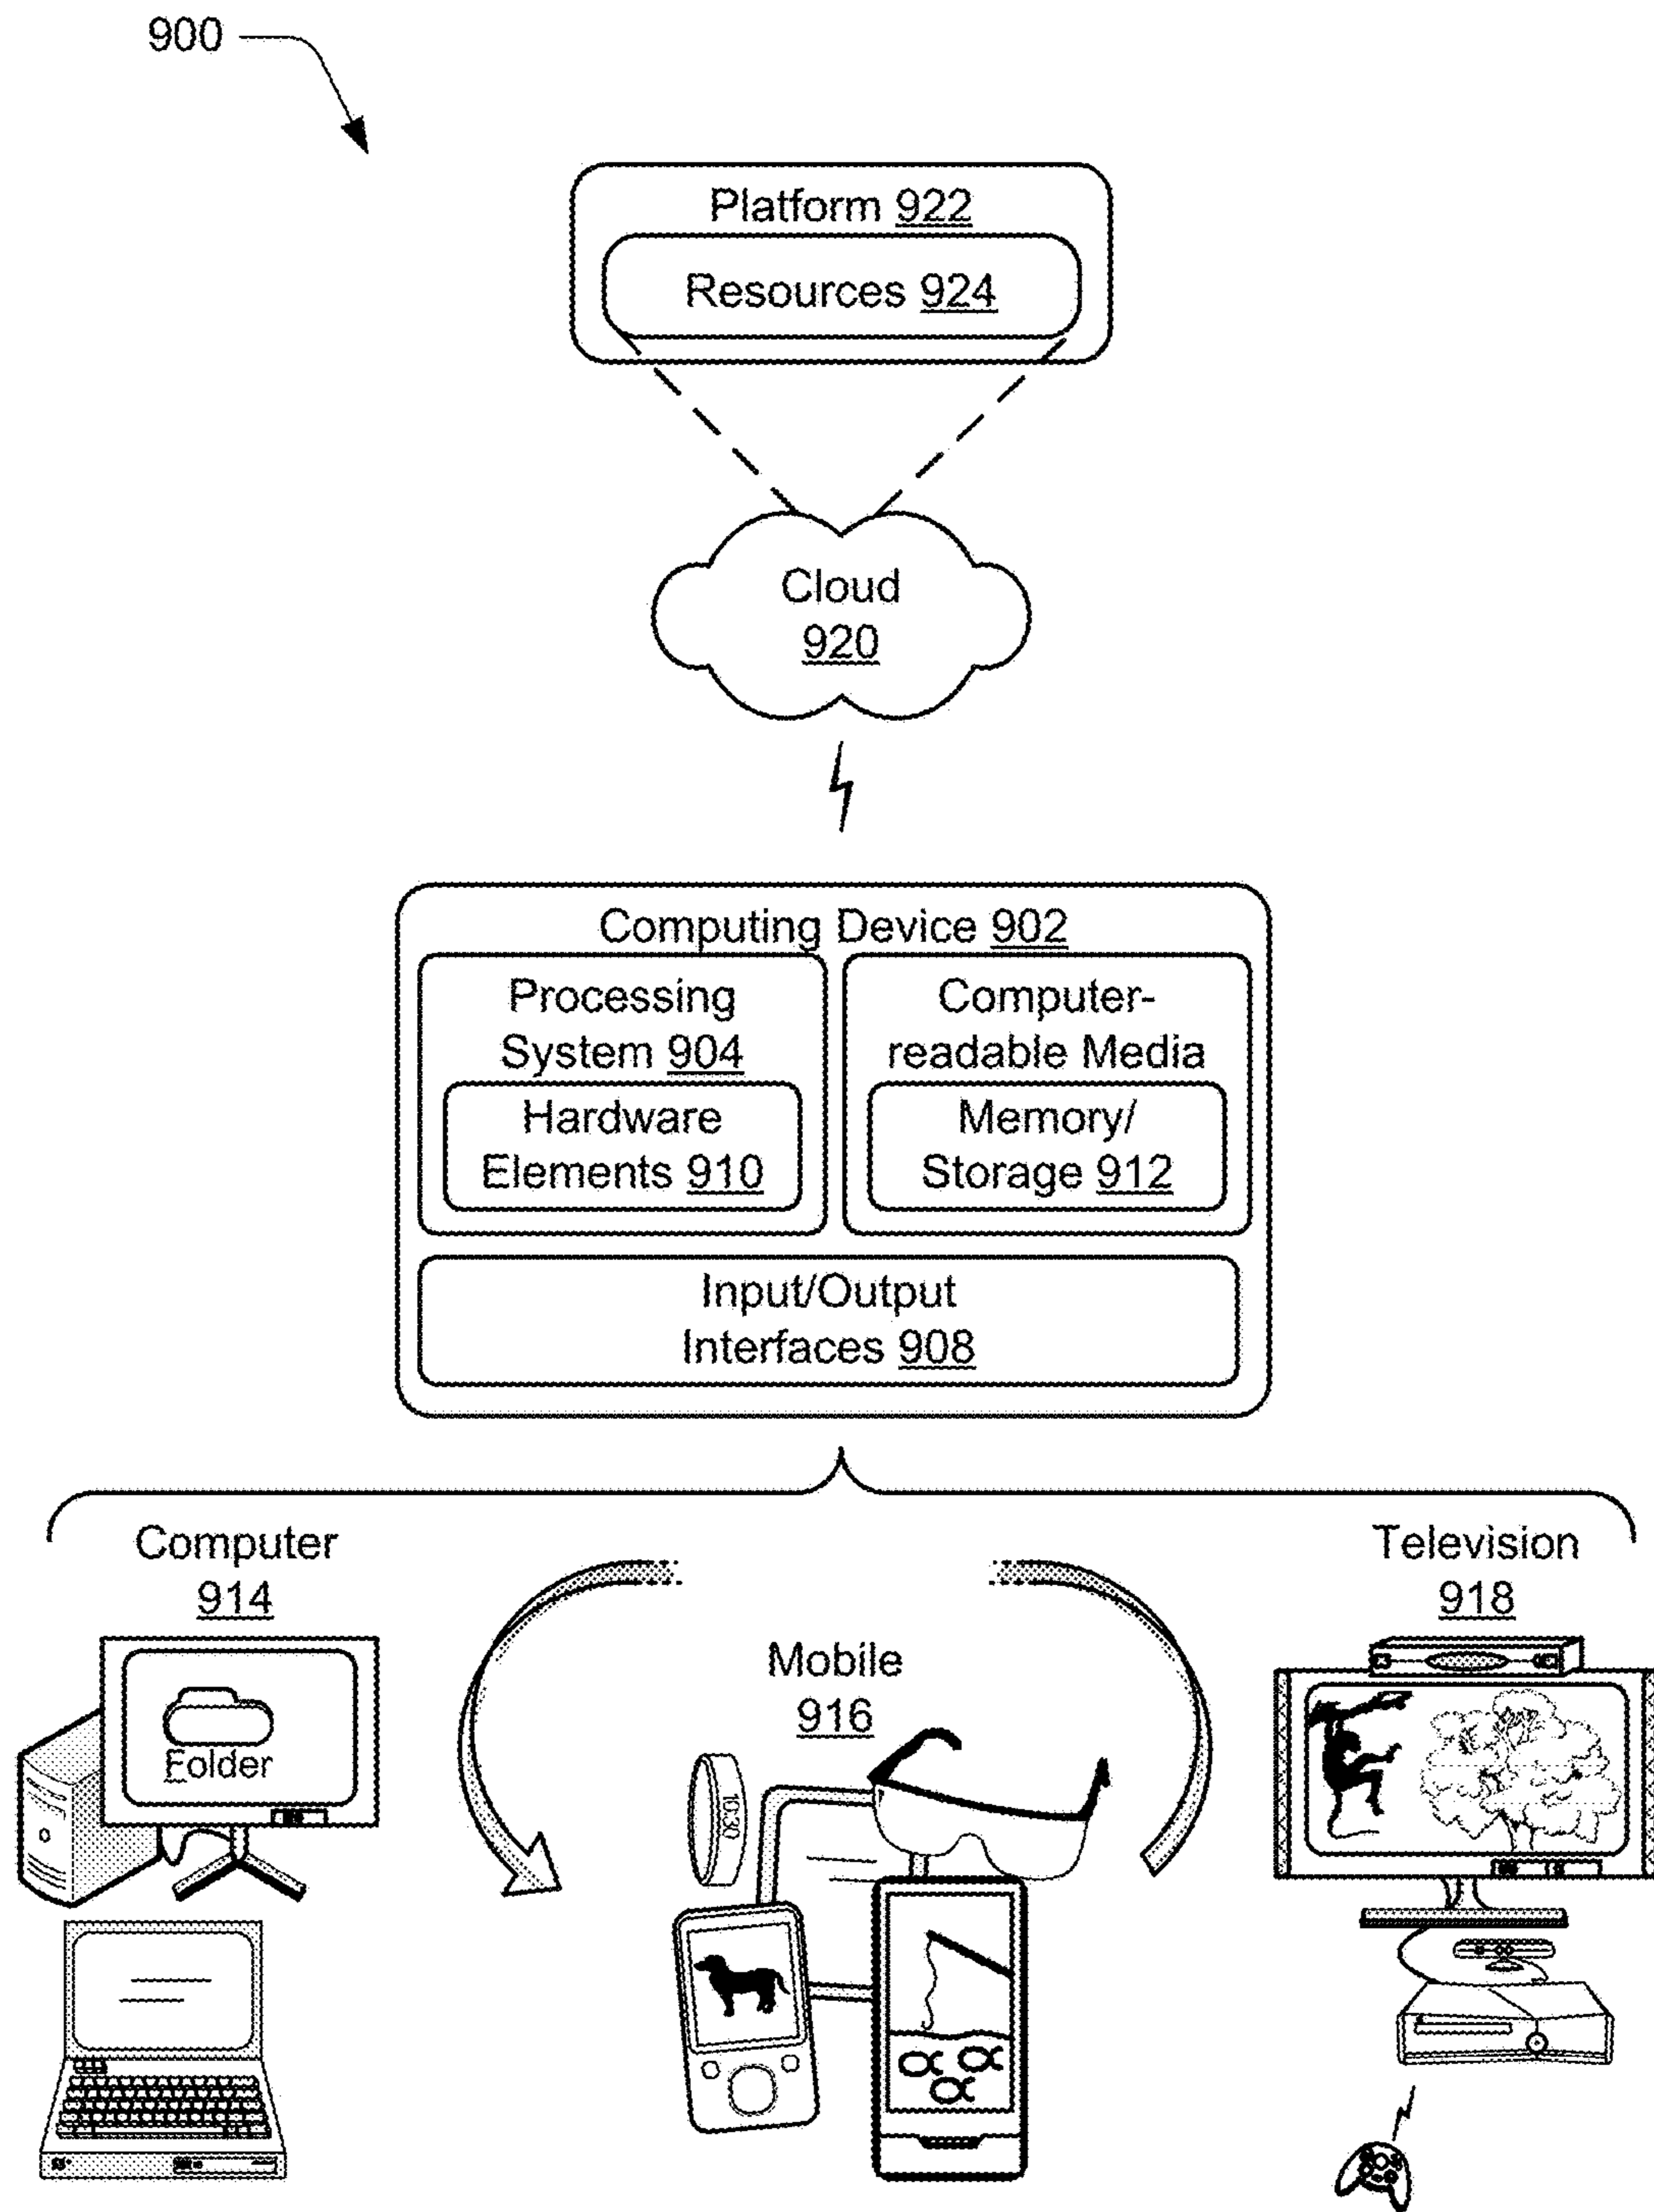 900
Platform 922
Resources 924
Cloud
920
Computing Device 902
Processing
System 904
Hardware
Elements 910
Computer-
readable Media
Memory/
Storage 912
Input/Output
Interfaces 908
Computer
914
Folder
Mobile
916
10:30
Television
918